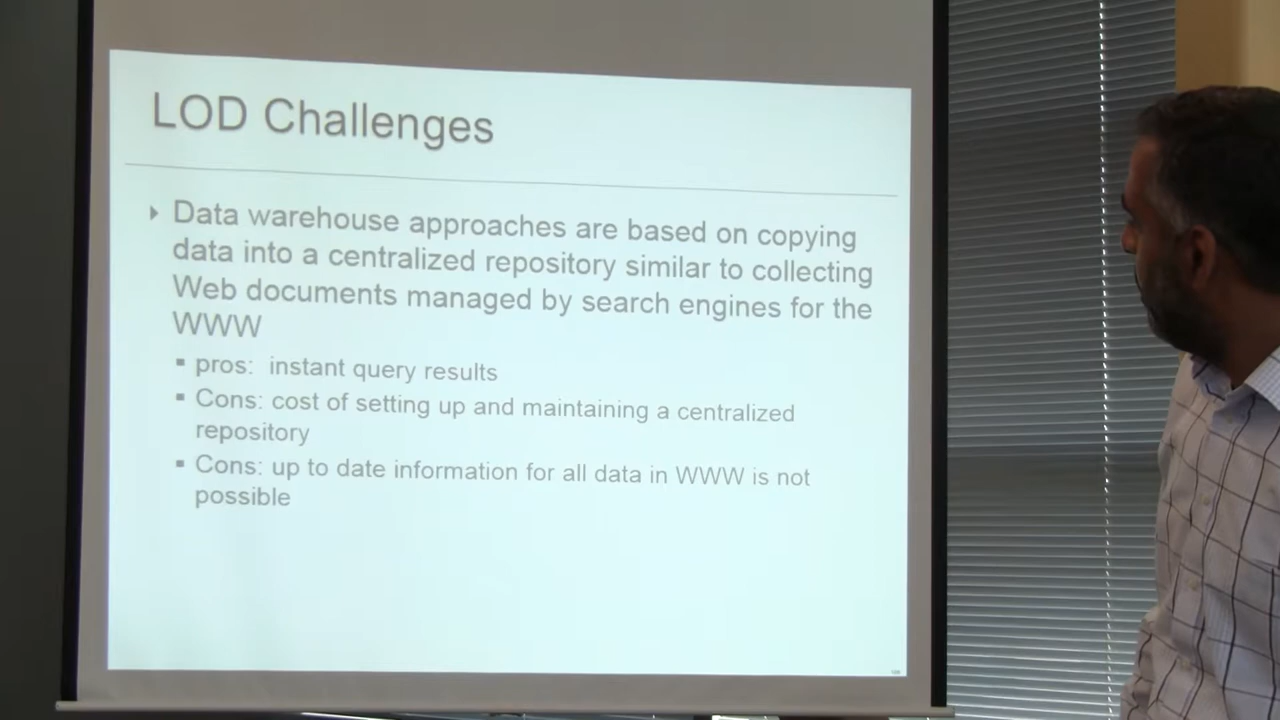 LOD Challenges
Data warehouse approaches are based on copying
data into a centralized repository similar to collecting
Web documents managed by search engines for the
WWW
pros: instant query results
Cons: cost of setting up and maintaining a centralized
repository
Cons: up to date information for all data in WWW is not
possible